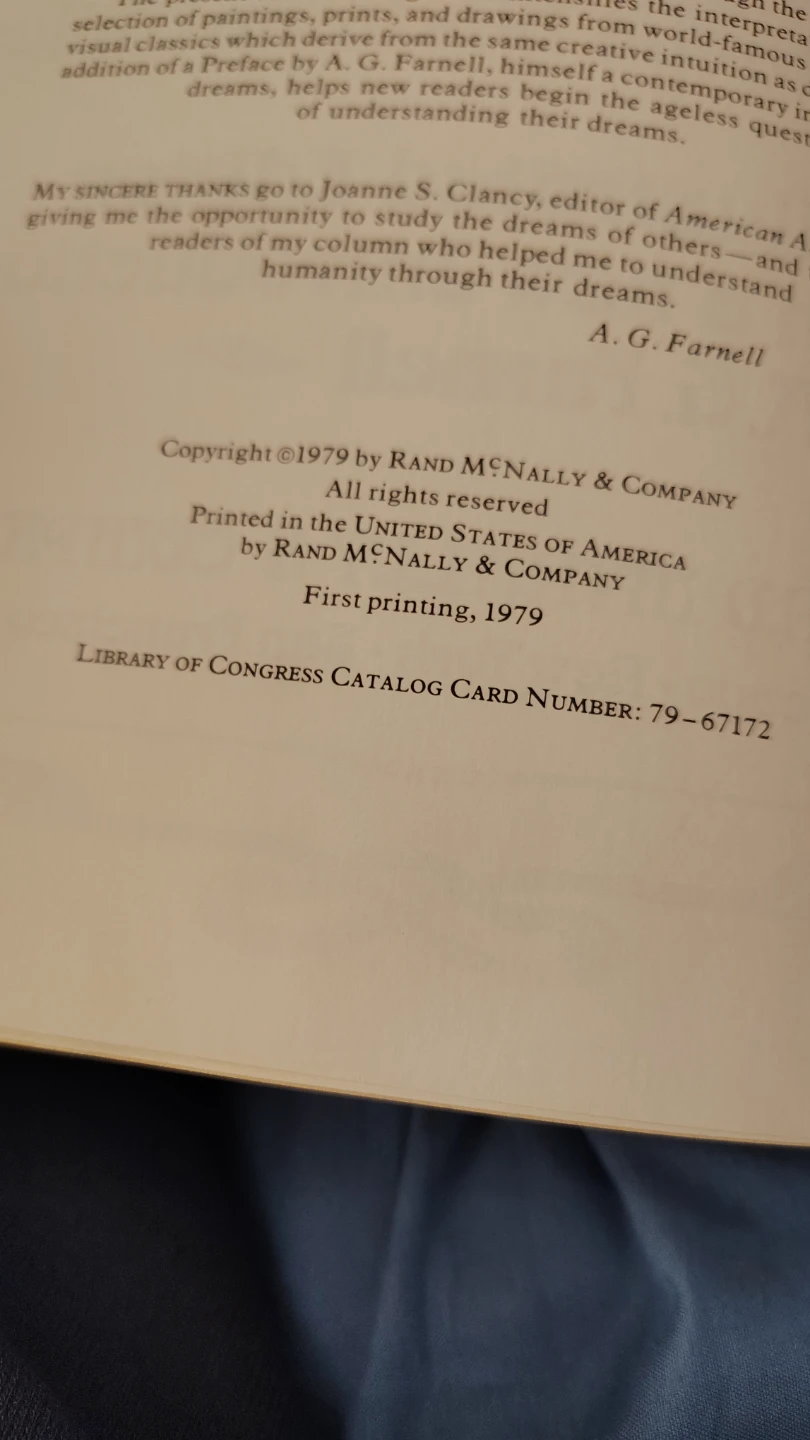 the interpreta
selection of paintings, prints, and drawings from world-famous
visual classics which derive from the same creative intuition as
addition of a Preface by A. G. Farnell, himself a contemporary
dreams, helps new readers begin the ageless quest
of understanding their dreams.
MY SINCERE THANKS go to Joanne S. Clancy, editor of American A
giving me the opportunity to study the dreams of others—and
readers of my column who helped me to understand
humanity through their dreams.
A. G. Farnell
Copyright ©1979 by RAND McNALLY & COMPANY
All rights reserved
Printed in the UNITED STATES OF AMERICA
by RAND McNALLY & COMPANY
First printing, 1979
LIBRARY OF CONGRESS CATALOG CARD NUMBER: 79–67172